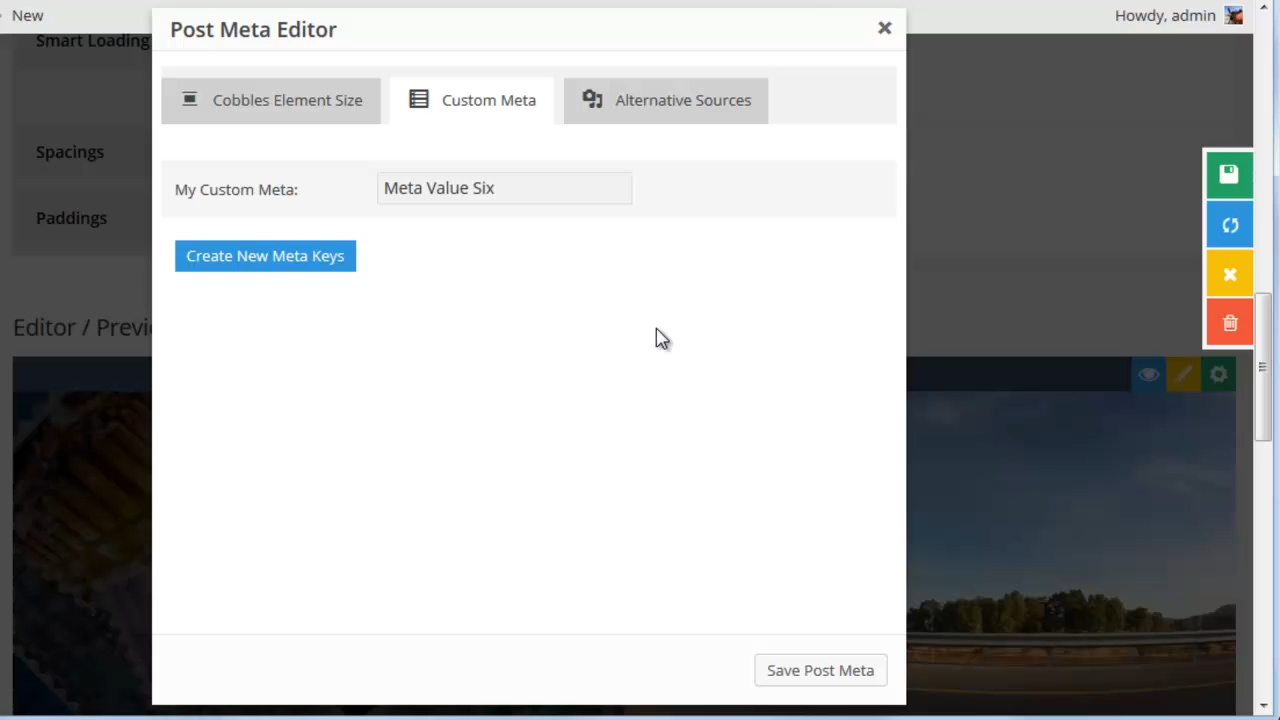 New
Howdy, admin
Post Meta Editor
Smart Loading
Cobbles Element Size
Custom Meta
Alternative Sources
Spacings
My Custom Meta:
Meta Value Six
Paddings
Create New Meta Keys
Editor / Previ
Save Post Meta